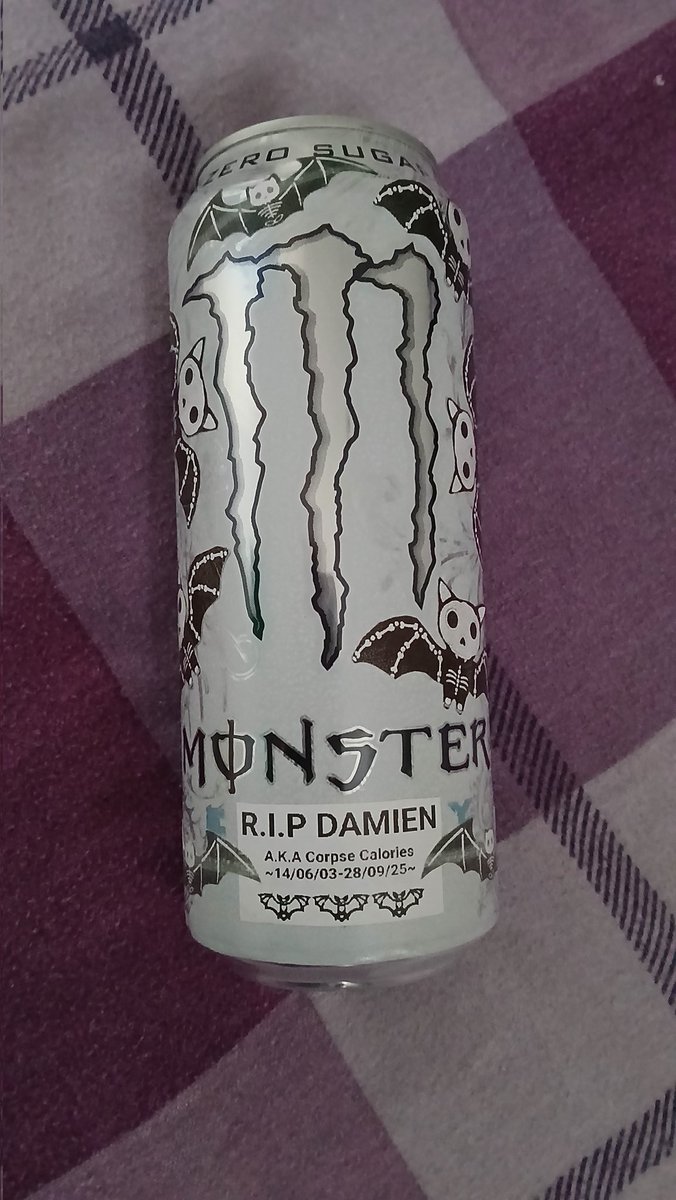 ZERO SUGAR
MONSTER
E Y
R.I.P DAMIEN
A.K.A Corpse Calories
~14/06/03-28/09/25~